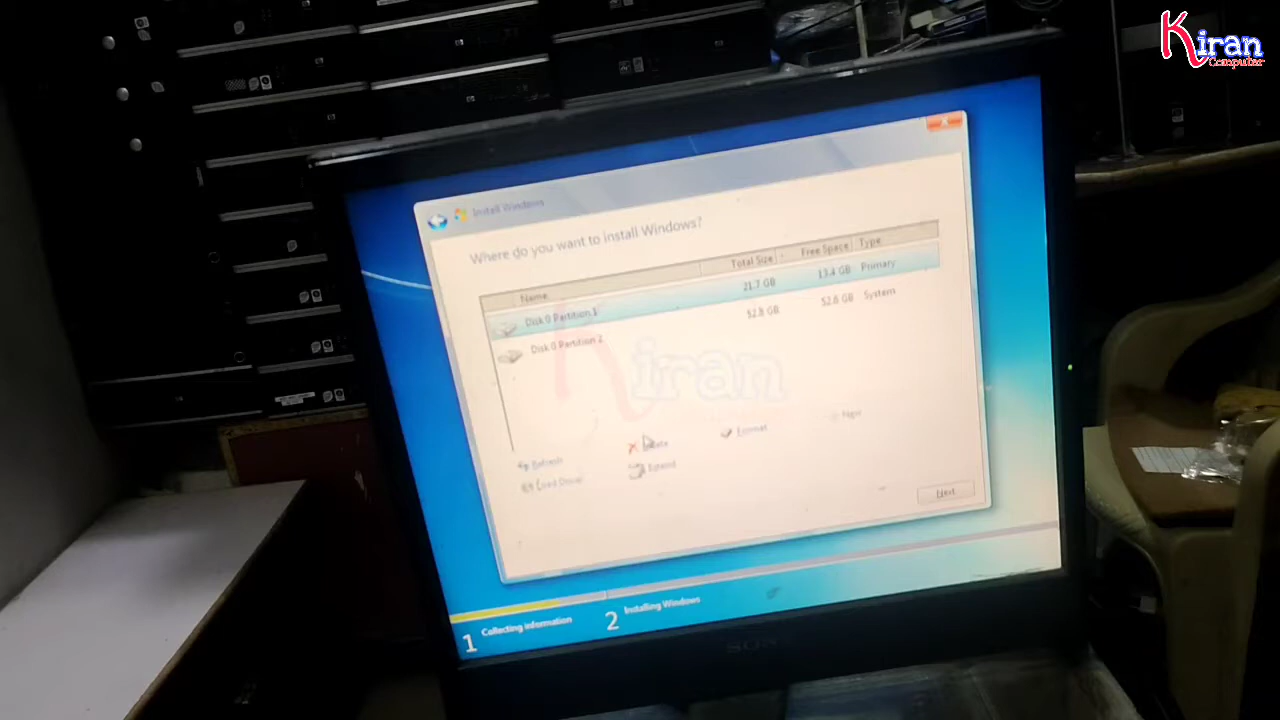 Kiran
Computer
Install Windows
Where do you want to install Windows?
Name Total Size Free Space Type
Disk 0 Partition 1 21.7 GB 13.4 GB Primary
Disk 0 Partition 2 52.8 GB 52.6 GB System
Kiran
Refresh Delete Format New
Load Driver Extend
Next
1 Collecting information 2 Installing Windows
SONY